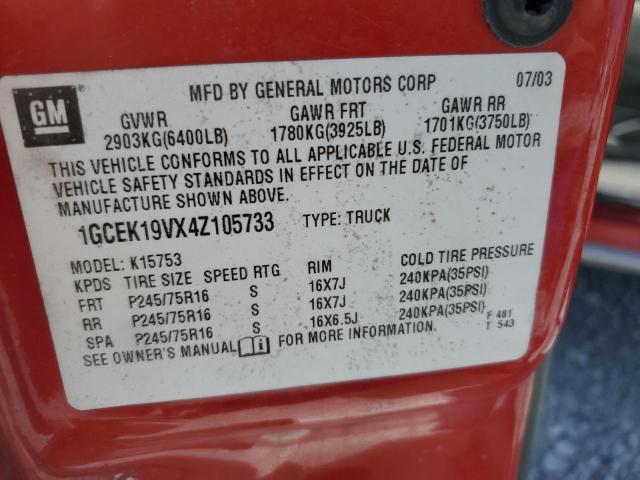 MFD BY GENERAL MOTORS CORP 07/03
GM
GVWR GAWR FRT GAWR RR
2903KG(6400LB) 1780KG(3925LB) 1701KG(3750LB)
THIS VEHICLE CONFORMS TO ALL APPLICABLE U.S. FEDERAL MOTOR
VEHICLE SAFETY STANDARDS IN EFFECT ON THE DATE OF
MANUFACTURE SHOWN ABOVE.
1GCEK19VX4Z105733 TYPE: TRUCK
MODEL: K15753
KPDS TIRE SIZE SPEED RTG RIM COLD TIRE PRESSURE
FRT P245/75R16 S 16X7J 240KPA(35PSI)
RR P245/75R16 S 16X7J 240KPA(35PSI)
SPA P245/75R16 S 16X6.5J 240KPA(35PSI)
SEE OWNER'S MANUAL i FOR MORE INFORMATION.
F 481
T 543